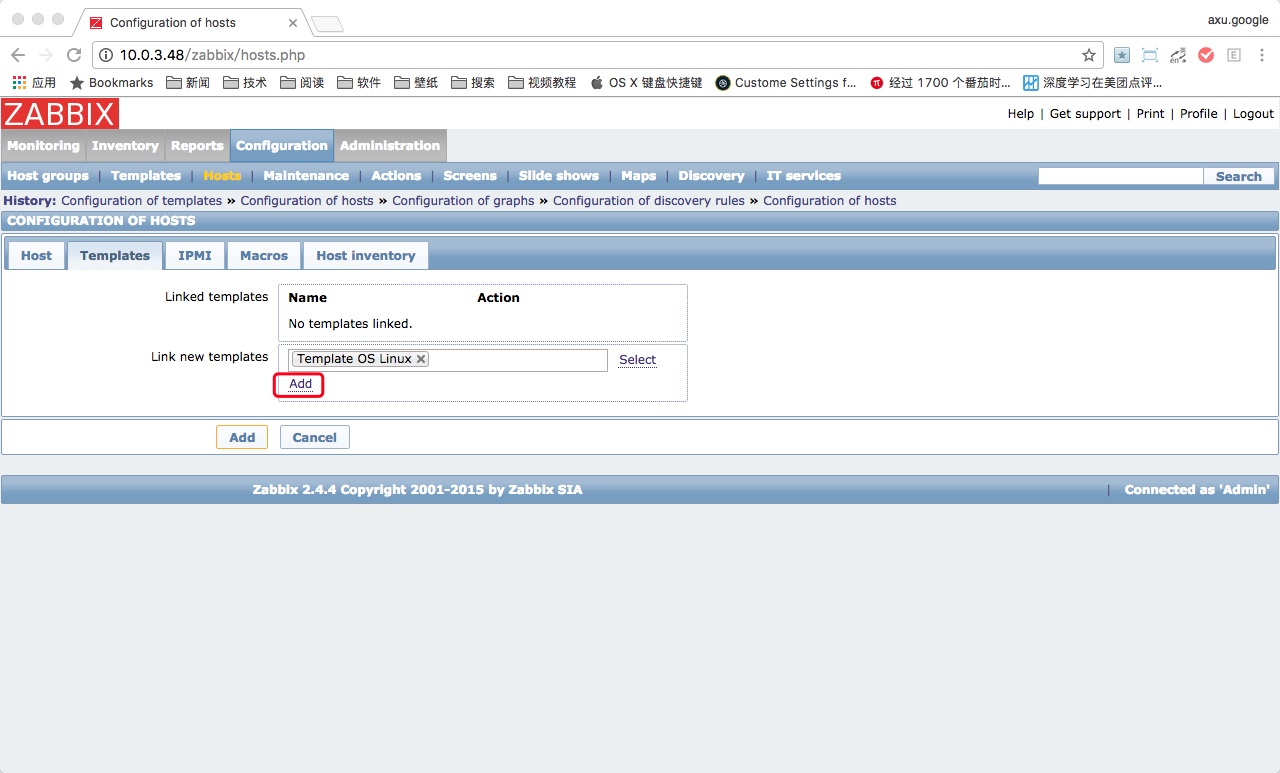 Configuration of hosts
axu.google
10.0.3.48/zabbix/hosts.php
应用 Bookmarks 新闻 技术 阅读 软件 壁纸 搜索 视频教程 OS X 键盘快捷键 Custome Settings f... 经过 1700 个番茄时... 深度学习在美团点评...
ZABBIX
Help | Get support | Print | Profile | Logout
Monitoring Inventory Reports Configuration Administration
Host groups | Templates | Hosts | Maintenance | Actions | Screens | Slide shows | Maps | Discovery | IT services Search
History: Configuration of templates » Configuration of hosts » Configuration of graphs » Configuration of discovery rules » Configuration of hosts
CONFIGURATION OF HOSTS
Host Templates IPMI Macros Host inventory
Linked templates Name Action
No templates linked.
Link new templates Template OS Linux Select
Add
Add Cancel
Zabbix 2.4.4 Copyright 2001-2015 by Zabbix SIA | Connected as 'Admin'